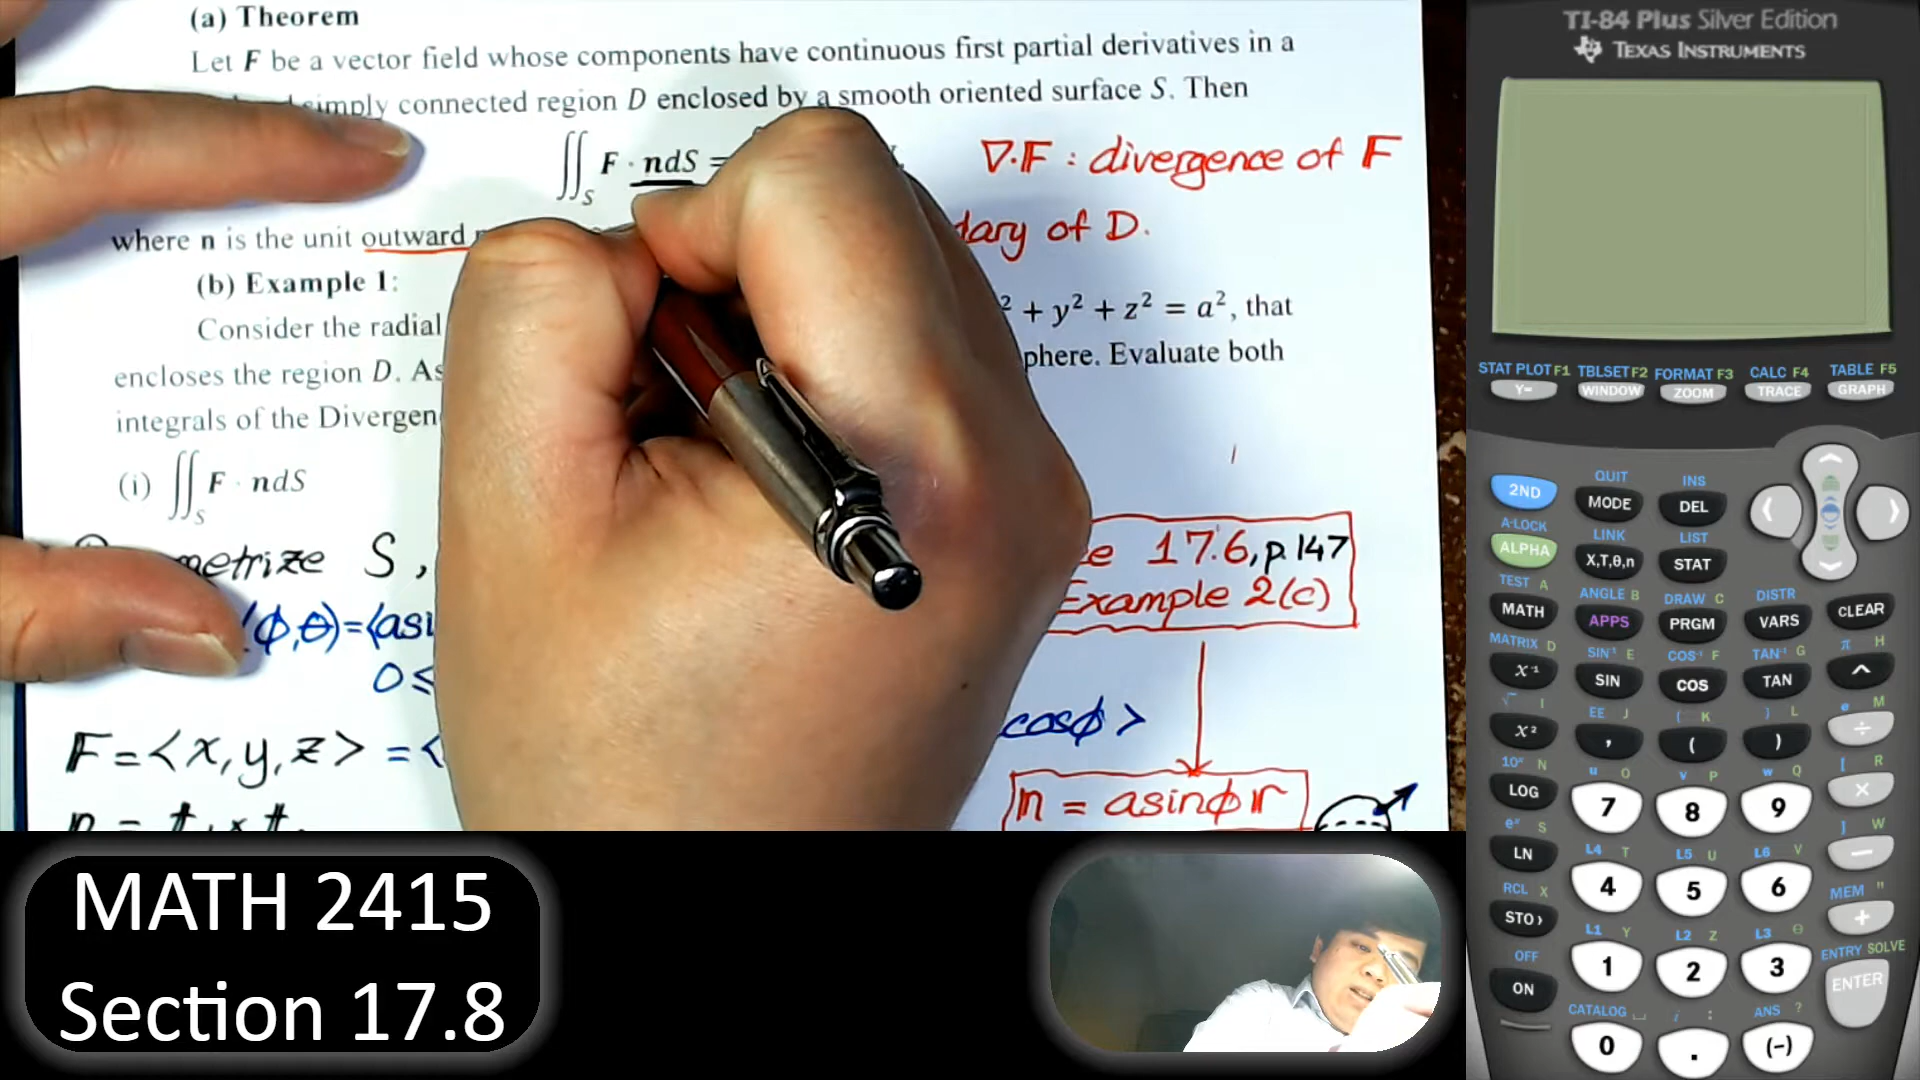 (a) Theorem
Let F be a vector field whose components have continuous first partial derivatives in a
simply connected region D enclosed by a smooth oriented surface S. Then
∬S F · ndS =
∇·F : divergence of F
where n is the unit outward
dary of D.
(b) Example 1:
Consider the radial
² + y² + z² = a², that
encloses the region D. As
phere. Evaluate both
integrals of the Divergen
(i) ∬S F · ndS
metrize S,
e 17.6, p. 147
Example 2(c)
(ϕ,θ)=⟨asi
0≤
cosϕ >
F = <x, y, z> = <
n = asinϕ r
MATH 2415
Section 17.8
TI-84 Plus Silver Edition
TEXAS INSTRUMENTS
STAT PLOT F1 TBLSET F2 FORMAT F3 CALC F4 TABLE F5
Y= WINDOW ZOOM TRACE GRAPH
QUIT INS
2ND MODE DEL
A-LOCK LINK LIST
ALPHA X,T,θ,n STAT
TEST A ANGLE B DRAW C DISTR
MATH APPS PRGM VARS CLEAR
MATRIX D SIN⁻¹ E COS⁻¹ F TAN⁻¹ G π H
X⁻¹ SIN COS TAN ^
√ I EE J { K } L e M
X² , ( ) ÷
10ˣ N u O v P w Q [ R
LOG 7 8 9 ×
eˣ S L4 T L5 U L6 V ] W
LN 4 5 6 −
RCL X L1 Y L2 Z L3 θ MEM "
STO› 1 2 3 +
OFF CATALOG i : ANS ? ENTRY SOLVE
ON 0 . (−) ENTER